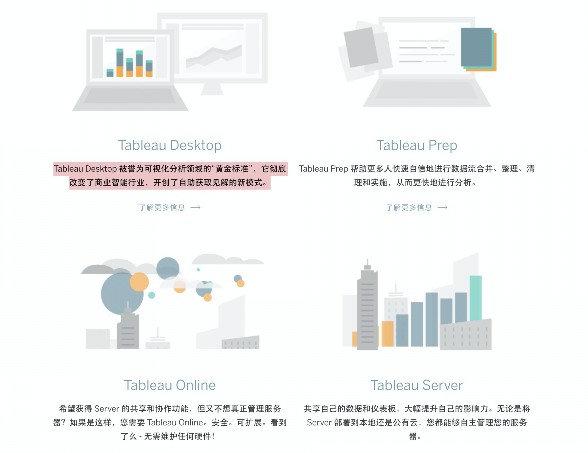 Tableau Desktop
Tableau Desktop 被誉为可视化分析领域的“黄金标准”，它彻底
改变了商业智能行业，开创了自助获取见解的新模式。
了解更多信息 →
Tableau Prep
Tableau Prep 帮助更多人快速自信地进行数据流合并、整理、清
理和实施，从而更快地进行分析。
了解更多信息 →
Tableau Online
希望获得 Server 的共享和协作功能，但又不想真正管理服务
器？如果是这样，您需要 Tableau Online。安全。可扩展。看到
了么 - 无需维护任何硬件！
Tableau Server
共享自己的数据和仪表板，大幅提升自己的影响力。无论是将
Server 部署到本地还是公有云，您都能够自主管理您的服务
器。